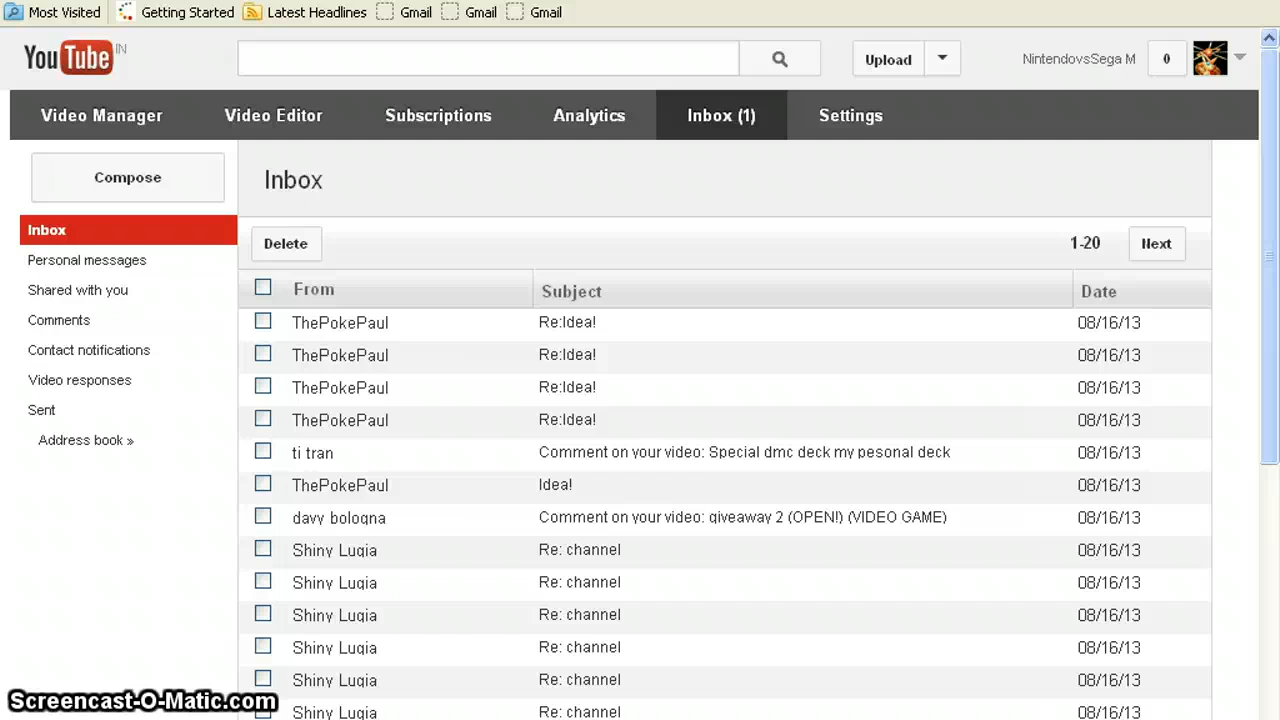 Most Visited Getting Started Latest Headlines Gmail Gmail Gmail
YouTube IN Upload NintendovsSega M 0
Video Manager Video Editor Subscriptions Analytics Inbox (1) Settings
Compose
Inbox
Inbox
Personal messages
Shared with you
Comments
Contact notifications
Video responses
Sent
Address book »
Delete 1-20 Next
From Subject Date
ThePokePaul Re:Idea! 08/16/13
ThePokePaul Re:Idea! 08/16/13
ThePokePaul Re:Idea! 08/16/13
ThePokePaul Re:Idea! 08/16/13
ti tran Comment on your video: Special dmc deck my pesonal deck 08/16/13
ThePokePaul Idea! 08/16/13
davy bologna Comment on your video: giveaway 2 (OPEN!) (VIDEO GAME) 08/16/13
Shiny Lugia Re: channel 08/16/13
Shiny Lugia Re: channel 08/16/13
Shiny Lugia Re: channel 08/16/13
Shiny Lugia Re: channel 08/16/13
Shiny Lugia Re: channel 08/16/13
Shiny Lugia Re: channel 08/16/13
Screencast-O-Matic.com